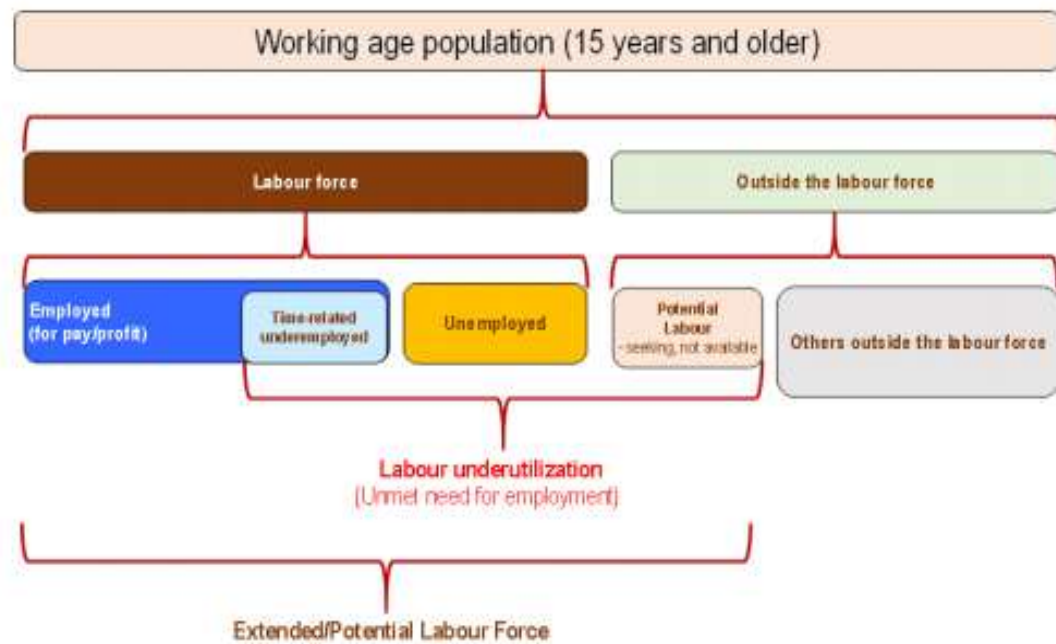 Working age population (15 years and older)
Labour force
Outside the labour force
Employed
(for pay/profit)
Time-related
underemployed
Unemployed
Potential
Labour
- seeking, not available
Others outside the labour force
Labour underutilization
(Unmet need for employment)
Extended/Potential Labour Force